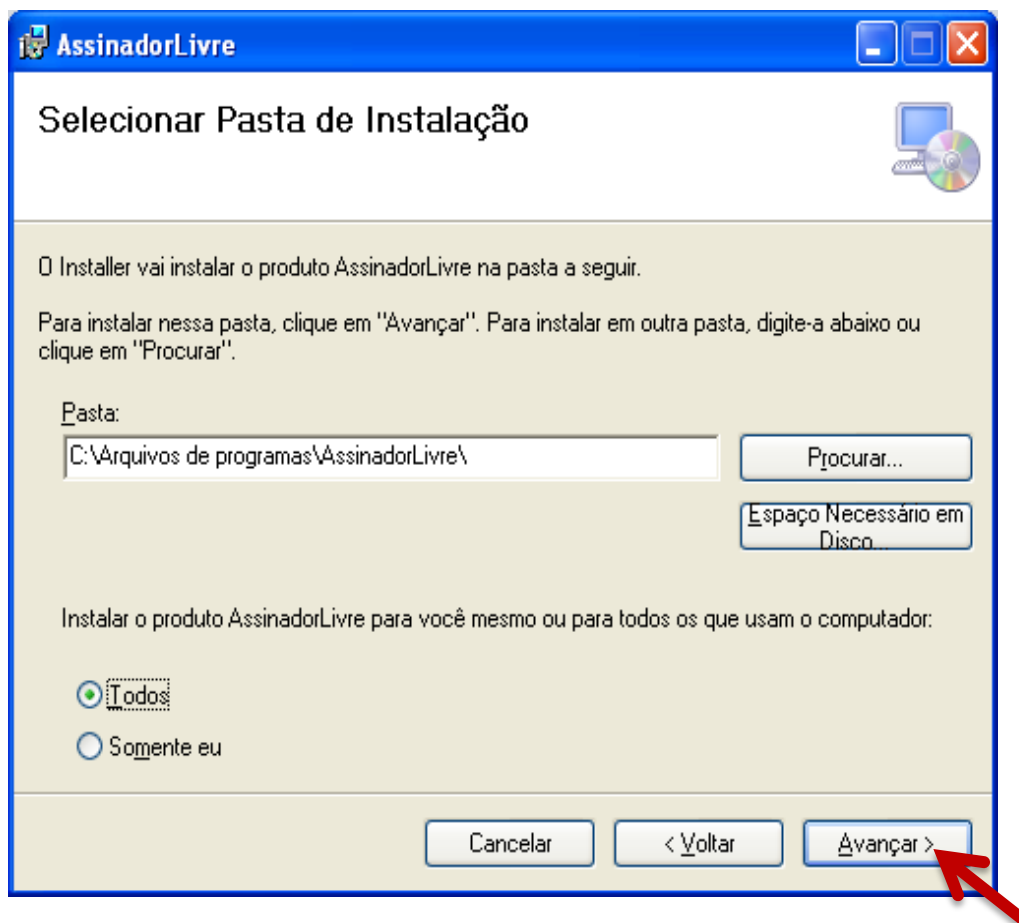 AssinadorLivre
Selecionar Pasta de Instalação
O Installer vai instalar o produto AssinadorLivre na pasta a seguir.
Para instalar nessa pasta, clique em "Avançar". Para instalar em outra pasta, digite-a abaixo ou
clique em "Procurar".
Pasta:
C:\Arquivos de programas\AssinadorLivre\
Procurar...
Espaço Necessário em
Disco...
Instalar o produto AssinadorLivre para você mesmo ou para todos os que usam o computador:
Todos
Somente eu
Cancelar
< Voltar
Avançar >